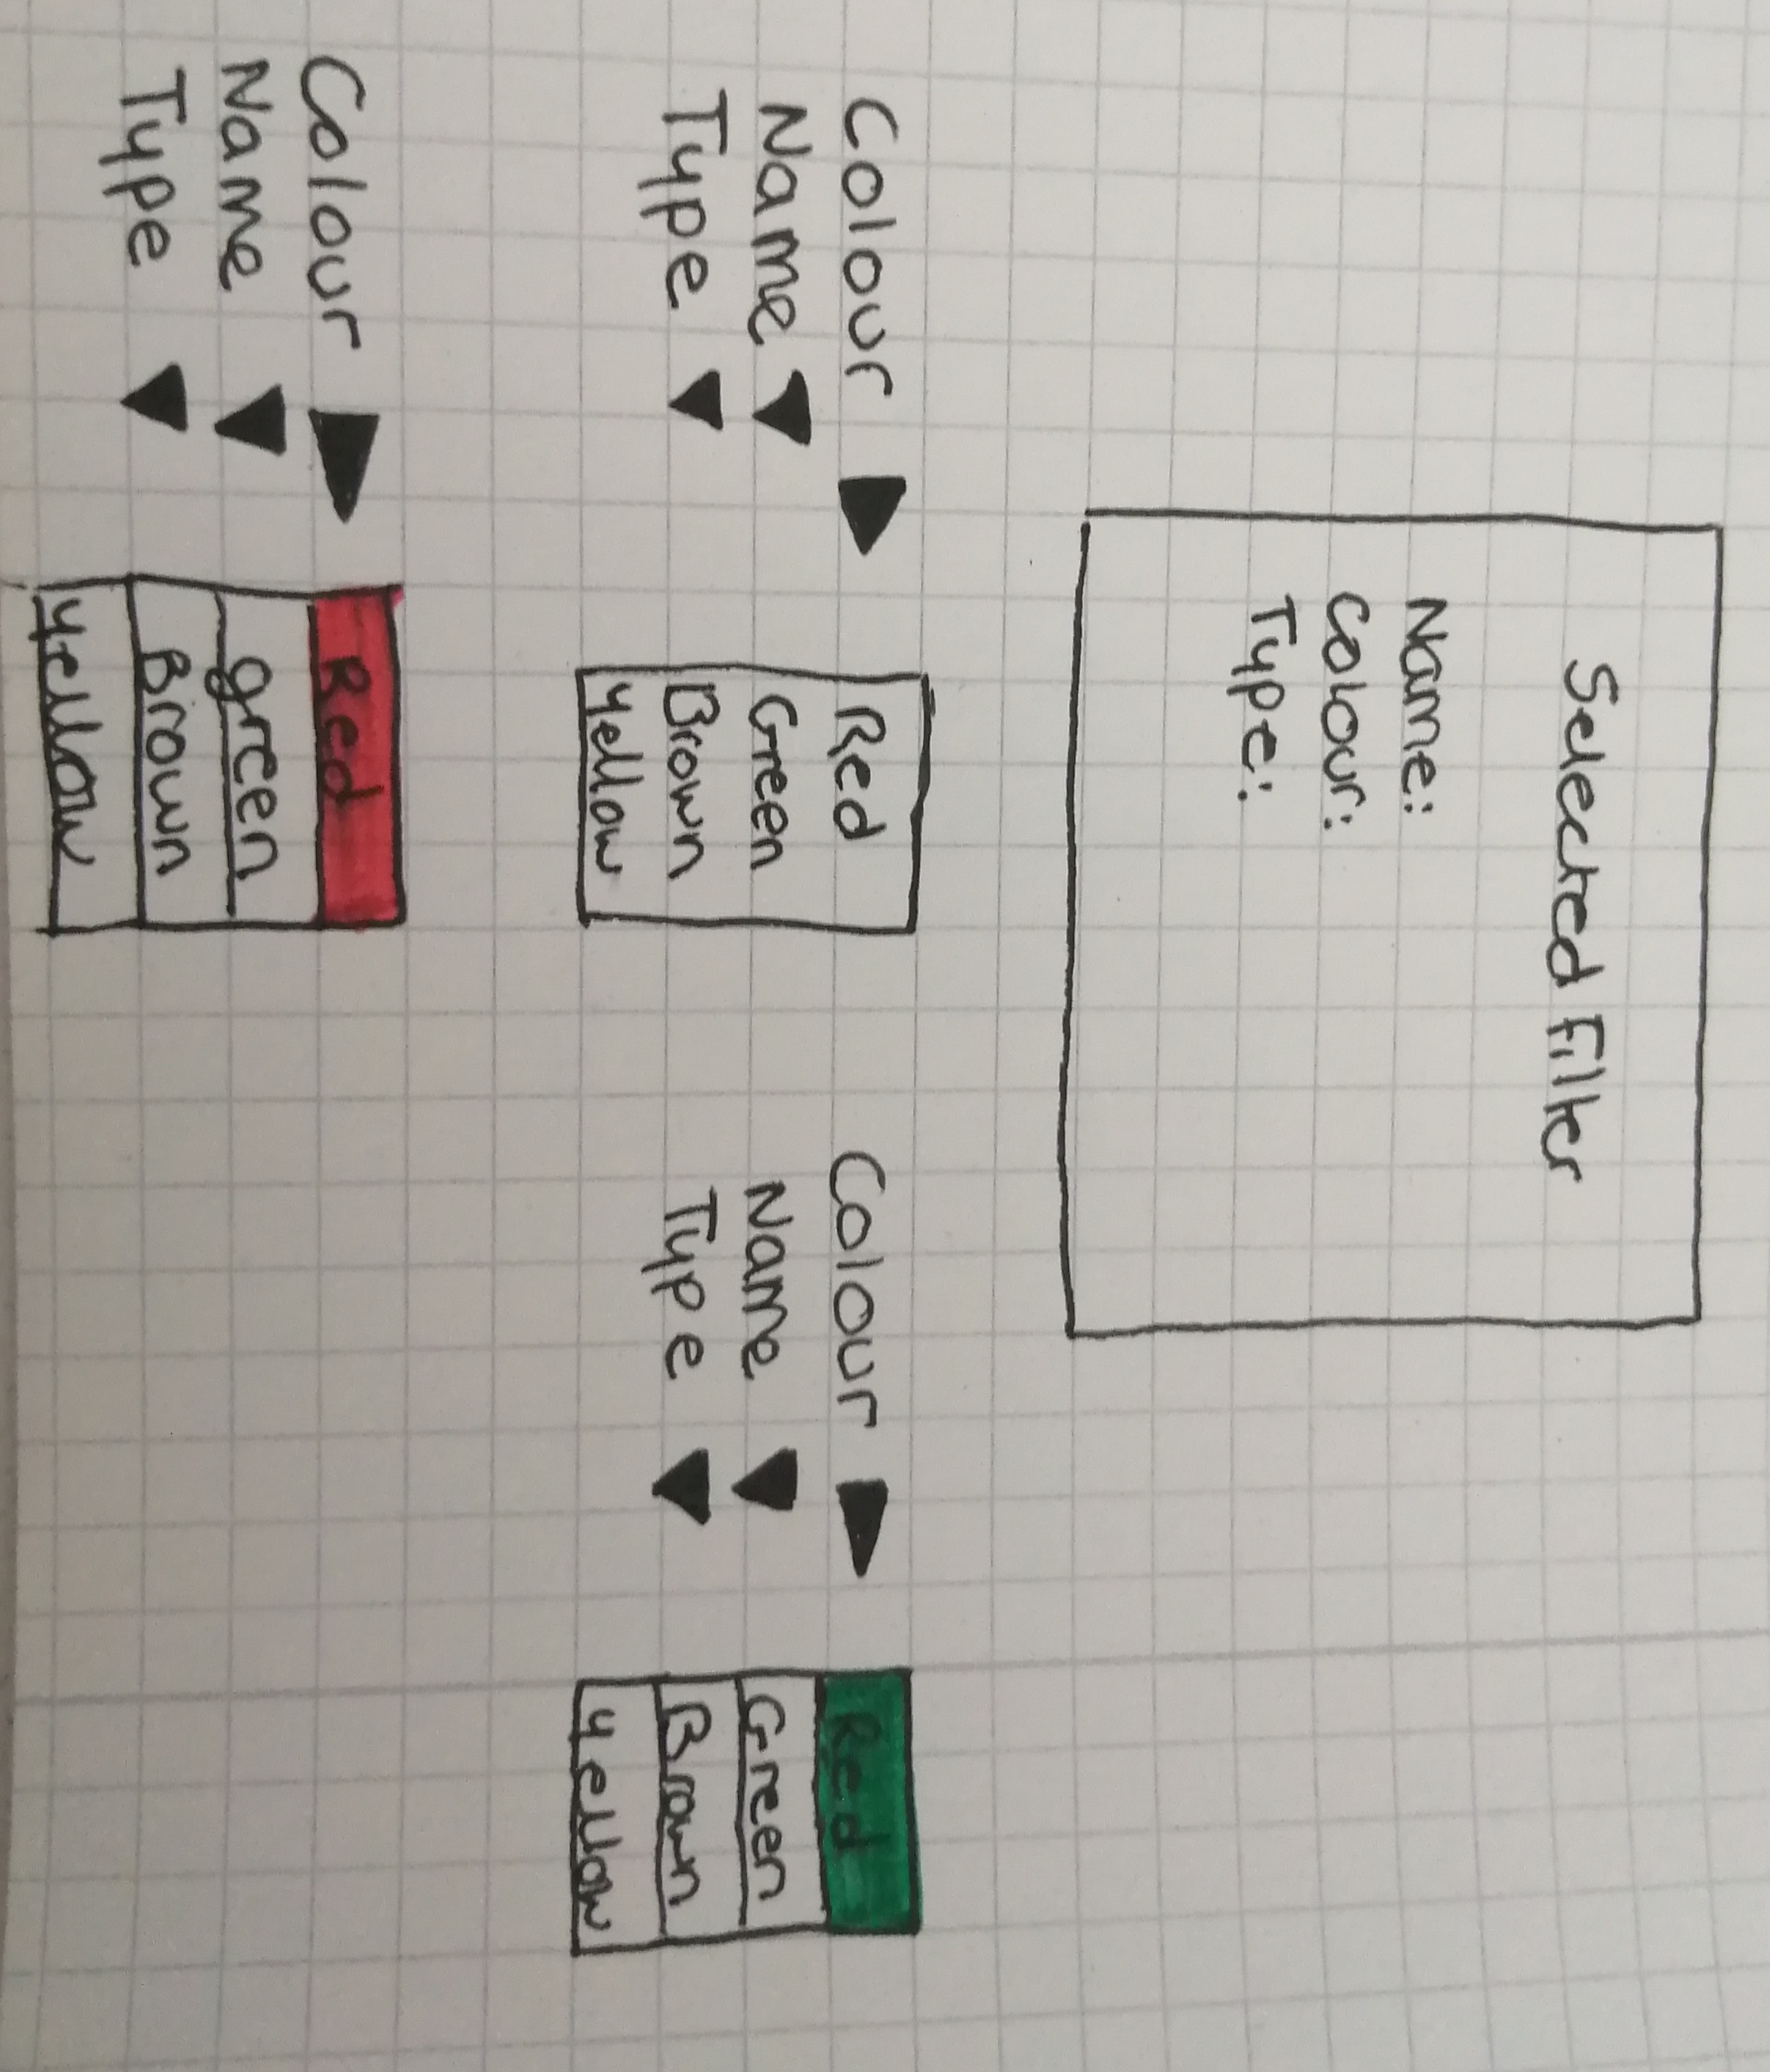 Selected Filter
Name:
Colour:
Type:
Colour
Name
Type
Red
Green
Brown
Yellow
Colour
Name
Type
Red
Green
Brown
Yellow
Colour
Name
Type
Red
green
Brown
Yellow